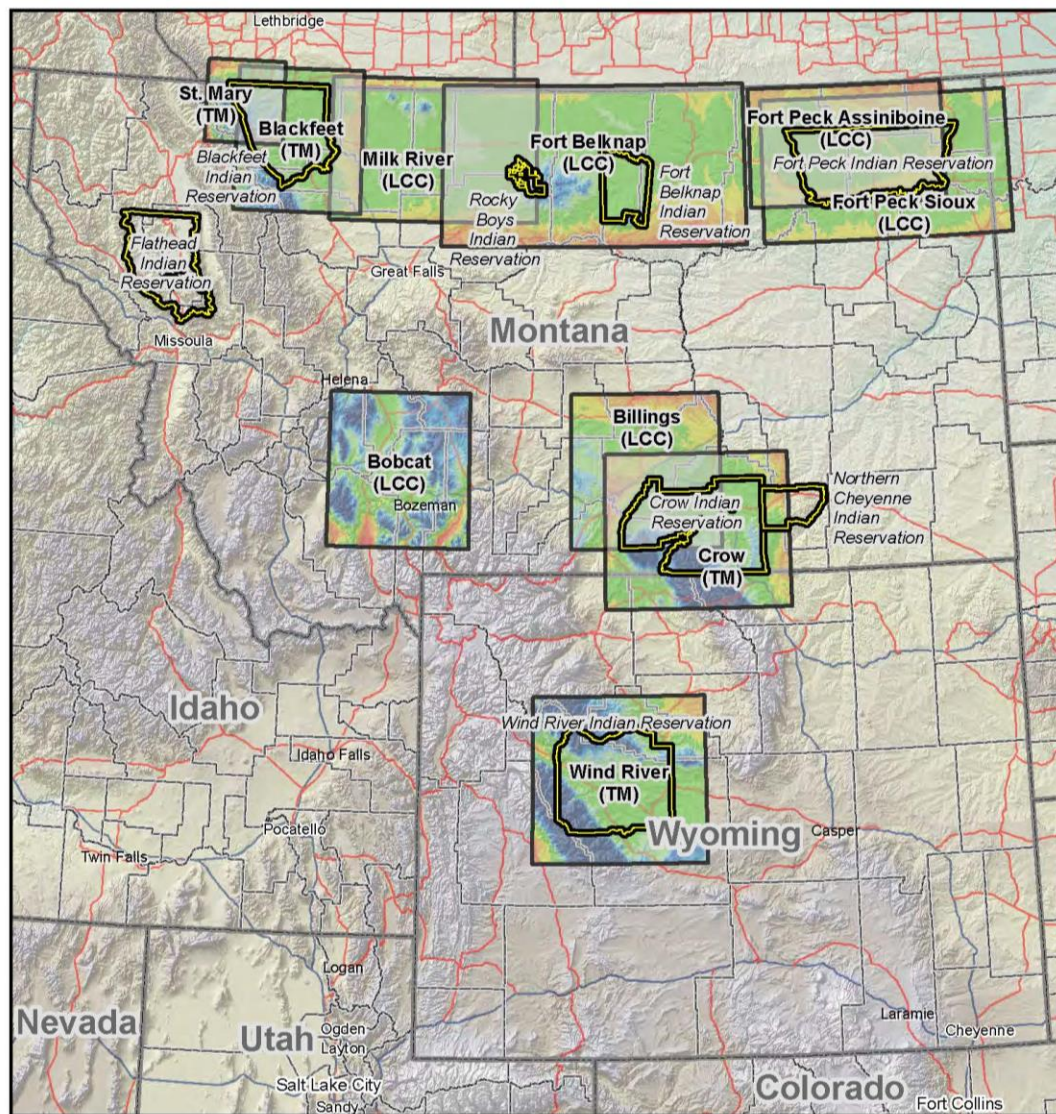 Lethbridge
St. Mary
(TM)
Blackfeet
(TM)
Blackfeet
Indian
Reservation
Milk River
(LCC)
Rocky
Boys
Indian
Reservation
Fort Belknap
(LCC)
Fort
Belknap
Indian
Reservation
Fort Peck Assiniboine
(LCC)
Fort Peck Indian Reservation
Fort Peck Sioux
(LCC)
Flathead
Indian
Reservation
Great Falls
Missoula
Montana
Helena
Bobcat
(LCC)
Bozeman
Billings
(LCC)
Crow Indian
Reservation
Crow
(TM)
Northern
Cheyenne
Indian
Reservation
Idaho
Idaho Falls
Wind River Indian Reservation
Wind River
(TM)
Wyoming
Casper
Pocatello
Twin Falls
Logan
Nevada
Utah
Ogden
Layton
Salt Lake City
Sandy
Laramie
Cheyenne
Colorado
Fort Collins